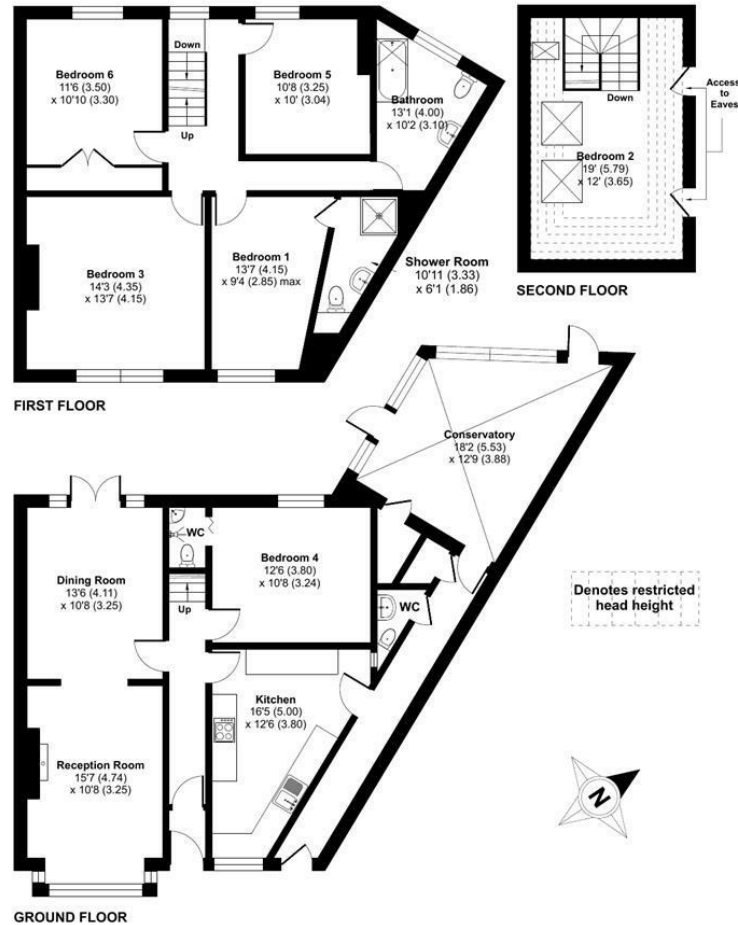 Bedroom 6
11'6 (3.50)
x 10'10 (3.30)
Down
Up
Bedroom 5
10'8 (3.25)
x 10' (3.04)
Bathroom
13'1 (4.00)
x 10'2 (3.10)
Bedroom 3
14'3 (4.35)
x 13'7 (4.15)
Bedroom 1
13'7 (4.15)
x 9'4 (2.85) max
Shower Room
10'11 (3.33)
x 6'1 (1.86)
FIRST FLOOR
Down
Bedroom 2
19' (5.79)
x 12' (3.65)
Access
to
Eaves
SECOND FLOOR
Conservatory
18'2 (5.53)
x 12'9 (3.88)
Dining Room
13'6 (4.11)
x 10'8 (3.25)
WC
Up
Bedroom 4
12'6 (3.80)
x 10'8 (3.24)
WC
Kitchen
16'5 (5.00)
x 12'6 (3.80)
Reception Room
15'7 (4.74)
x 10'8 (3.25)
GROUND FLOOR
Denotes restricted
head height
N